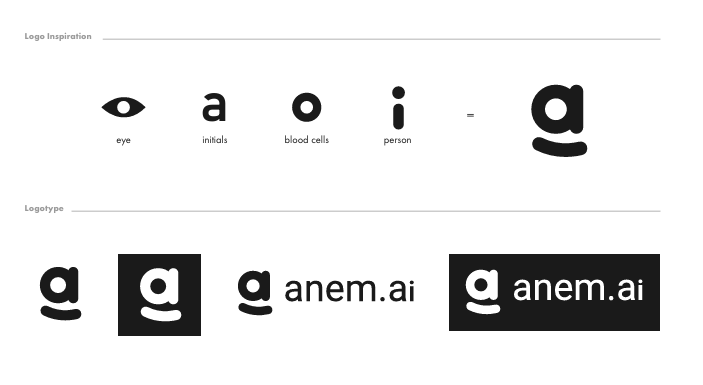 Logo Inspiration
a o i = a
eye initials blood cells person
Logotype
a a a anem.ai a anem.ai